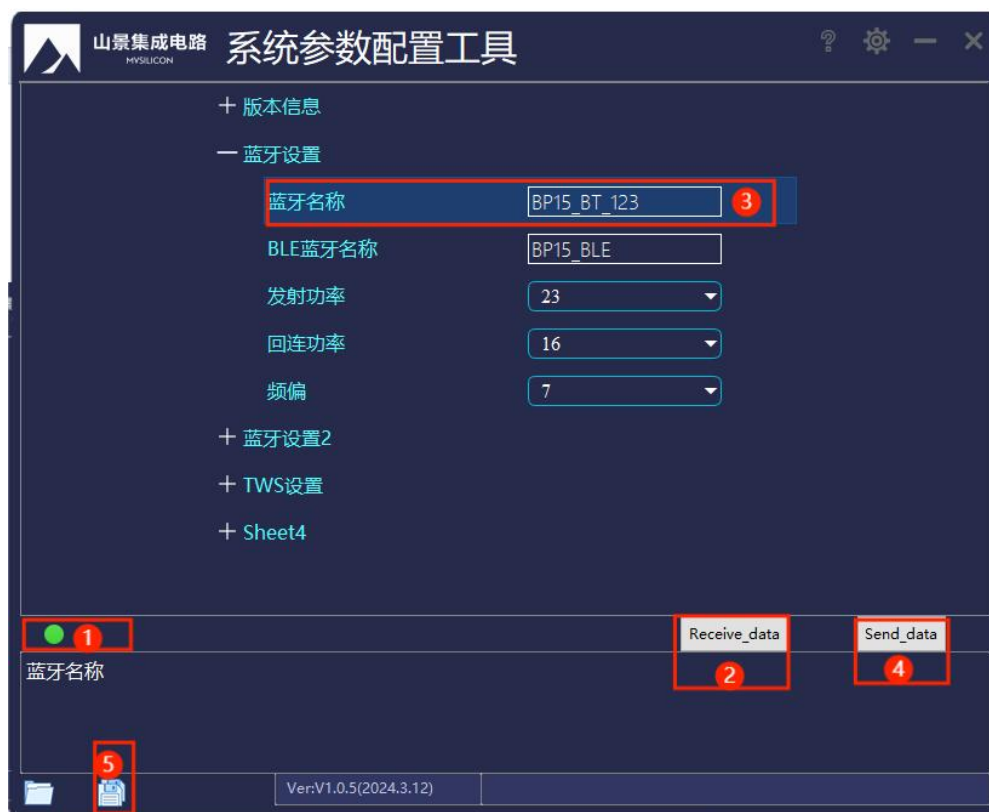 山景集成电路 系统参数配置工具
MVSILICON
+ 版本信息
一 蓝牙设置
蓝牙名称 BP15_BT_123 3
BLE蓝牙名称 BP15_BLE
发射功率 23
回连功率 16
频偏 7
+ 蓝牙设置2
+ TWS设置
+ Sheet4
1 Receive_data Send_data
2 4
蓝牙名称
5
Ver:V1.0.5(2024.3.12)